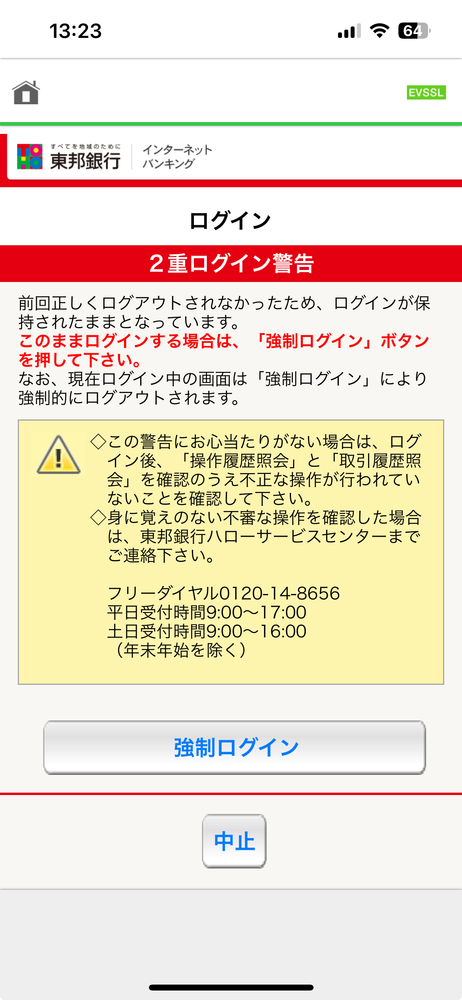 13:23
64
EVSSL
TOHO
すべてを地域のために
東邦銀行
インターネット
バンキング
ログイン
２重ログイン警告
前回正しくログアウトされなかったため、ログインが保
持されたままとなっています。
このままログインする場合は、「強制ログイン」ボタン
を押して下さい。
なお、現在ログイン中の画面は「強制ログイン」により
強制的にログアウトされます。
◇この警告にお心当たりがない場合は、ログ
イン後、「操作履歴照会」と「取引履歴照
会」を確認のうえ不正な操作が行われてい
ないことを確認して下さい。
◇身に覚えのない不審な操作を確認した場合
は、東邦銀行ハローサービスセンターまで
ご連絡下さい。
フリーダイヤル0120-14-8656
平日受付時間9:00～17:00
土日受付時間9:00～16:00
（年末年始を除く）
強制ログイン
中止